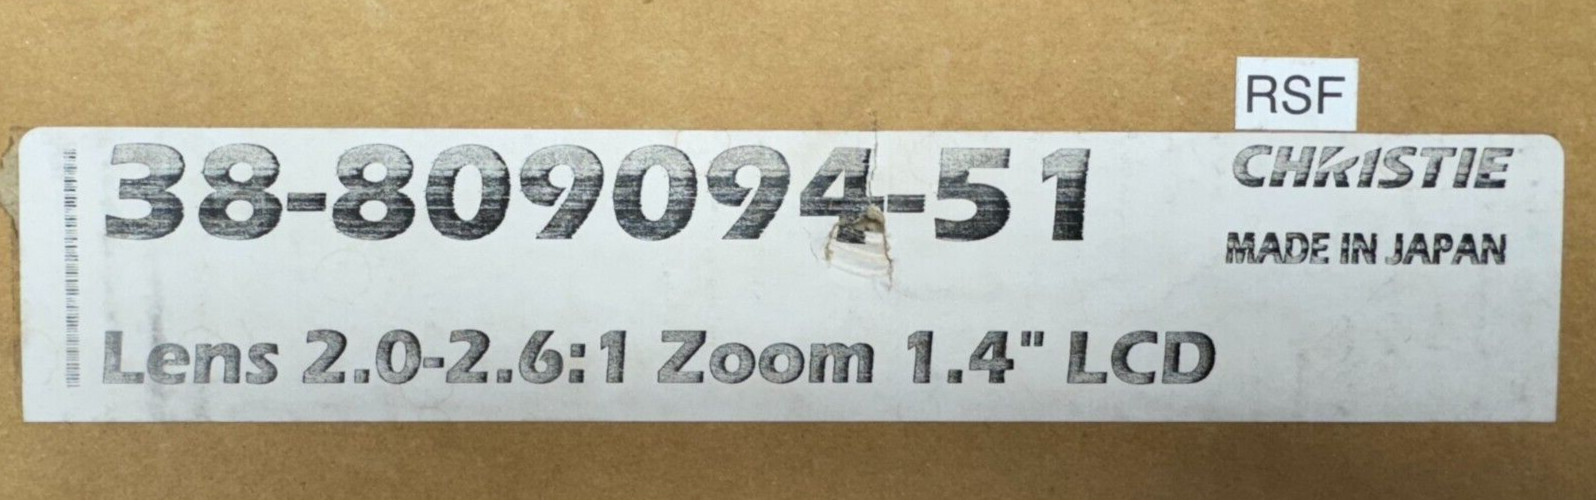 RSF
38-809094-51
CHRISTIE
MADE IN JAPAN
Lens 2.0-2.6:1 Zoom 1.4" LCD